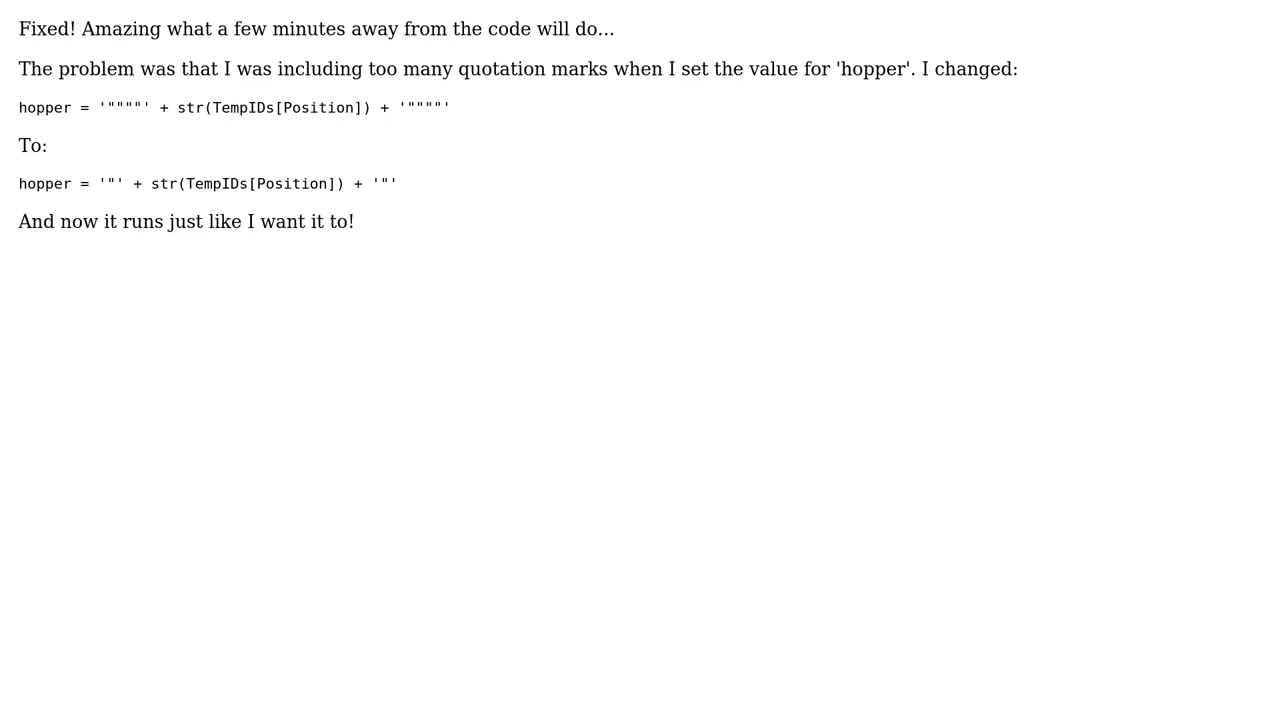 Fixed! Amazing what a few minutes away from the code will do...
The problem was that I was including too many quotation marks when I set the value for 'hopper'. I changed:
hopper = '""""' + str(TempIDs[Position]) + '""""'
To:
hopper = '"' + str(TempIDs[Position]) + '"'
And now it runs just like I want it to!